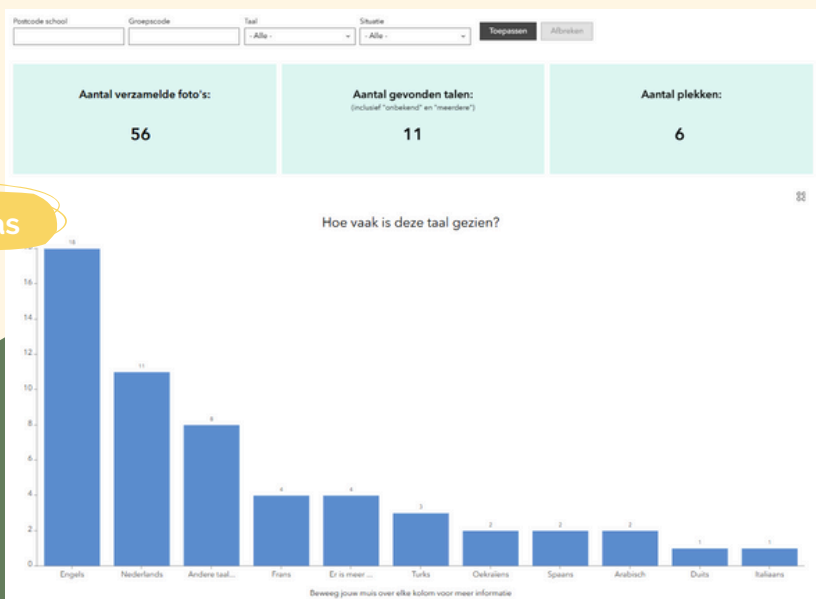 Postcode school Groepscode Taal Situatie
- Alle - - Alle - Toepassen Afbreken
Aantal verzamelde foto's: Aantal gevonden talen: Aantal plekken:
(inclusief "onbekend" en "meerdere")
56 11 6
as
Hoe vaak is deze taal gezien?
18
16
14
12
10
8
6
4
2
0
18 11 8 4 4 3 2 2 2 1 1
Engels Nederlands Andere taal... Frans Er is meer ... Turks Oekraïens Spaans Arabisch Duits Italiaans
Beweeg jouw muis over elke kolom voor meer informatie